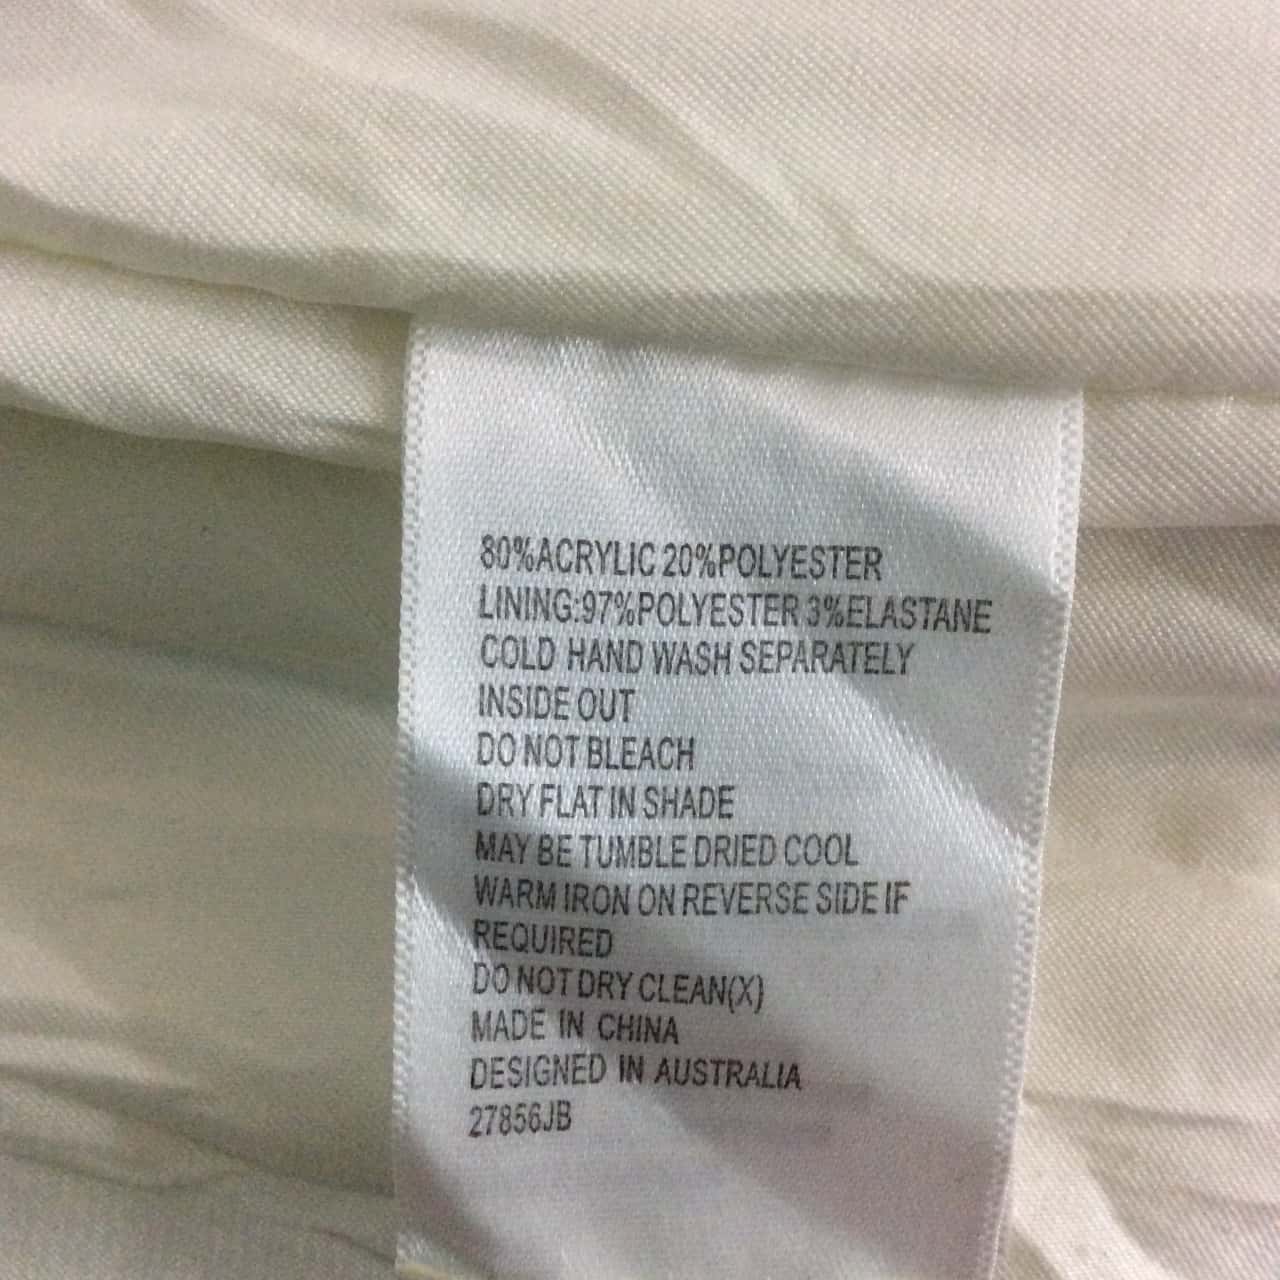 80%ACRYLIC 20%POLYESTER
LINING:97%POLYESTER 3%ELASTANE
COLD HAND WASH SEPARATELY
INSIDE OUT
DO NOT BLEACH
DRY FLAT IN SHADE
MAY BE TUMBLE DRIED COOL
WARM IRON ON REVERSE SIDE IF
REQUIRED
DO NOT DRY CLEAN(X)
MADE IN CHINA
DESIGNED IN AUSTRALIA
27856JB